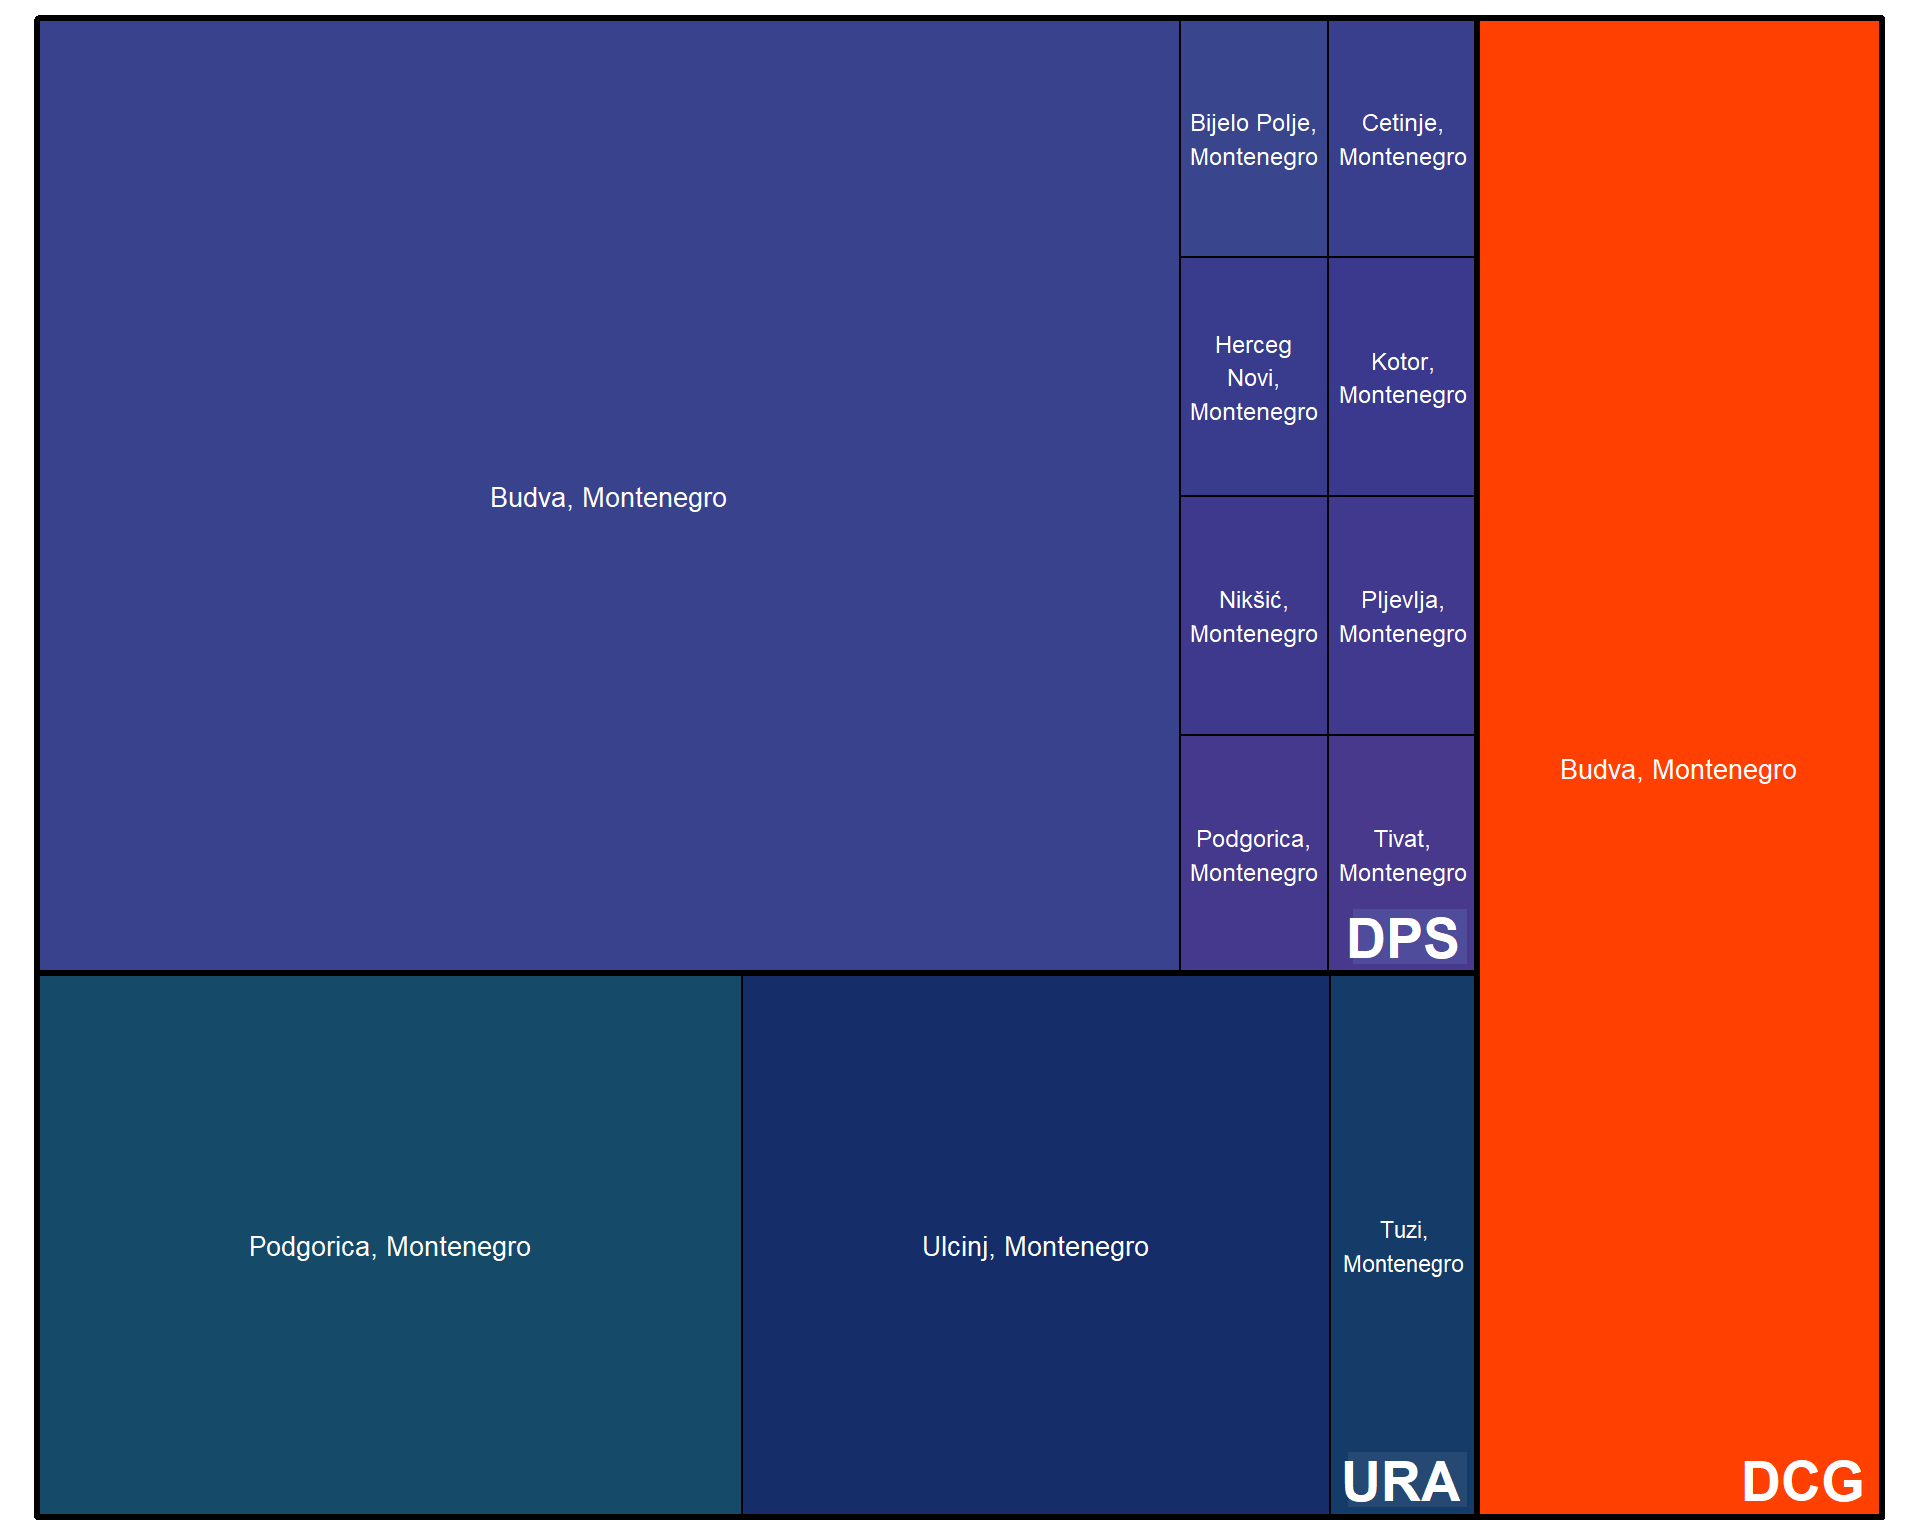 Budva, Montenegro
Bijelo Polje,
Montenegro
Cetinje,
Montenegro
Herceg
Novi,
Montenegro
Kotor,
Montenegro
Nikšić,
Montenegro
Pljevlja,
Montenegro
Podgorica,
Montenegro
Tivat,
Montenegro
DPS
Podgorica, Montenegro
Ulcinj, Montenegro
Tuzi,
Montenegro
URA
Budva, Montenegro
DCG